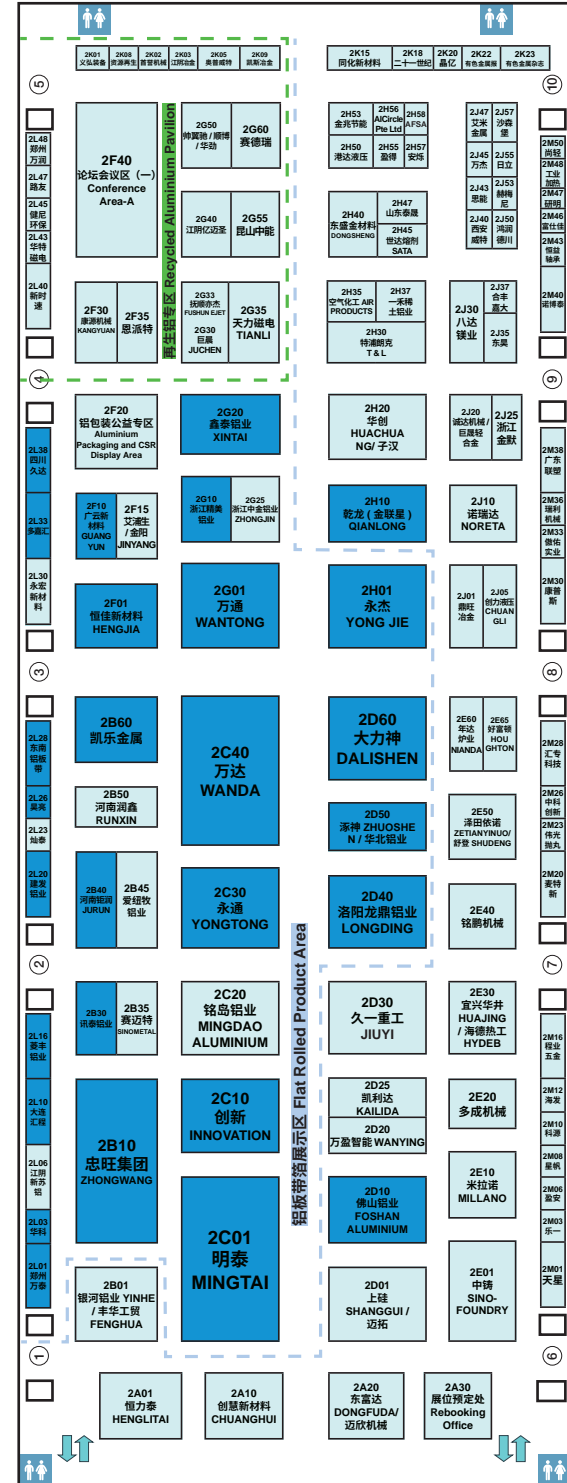 2K01
义弘装备
2K08
资源再生
2K02
首誉机械
2K03
江阴冶金
2K05
奥普威特
2K09
凯斯冶金
2K15
同化新材料
2K18
二十一世纪
2K20
晶亿
2K22
有色金属报
2K23
有色金属杂志
5
10
2L48
郑州
万润
2L47
路友
2L45
健尼
环保
2L43
华特
磁电
2L40
新时
速
2F40
论坛会议区（一）
Conference
Area-A
2G50
帅翼驰 / 顺博
/ 华劲
2G60
赛德瑞
2G40
江阴亿迈圣
2G55
昆山中能
2F30
康源机械
KANGYUAN
2F35
恩派特
2G33
抚顺亦杰
FUSHUN EJET
2G30
巨晨
JUCHEN
2G35
天力磁电
TIANLI
再生铝专区 Recycled Aluminium Pavilion
2H53
金兆节能
2H56
AlCircle
Pte Ltd
2H58
AFSA
2H50
港达液压
2H55
盈得
2H57
安烁
2H40
东盛金材料
DONGSHENG
2H47
山东泰晟
2H45
世达熔剂
SATA
2H35
空气化工 AIR
PRODUCTS
2H37
一禾稀
土铝业
2H30
特浦朗克
T & L
2J47
艾米
金属
2J57
沙森
堡
2J45
万杰
2J55
日立
2J43
思能
2J53
赫梅
尼
2J40
西安
威特
2J50
鸿润
德川
2J30
八达
镁业
2J37
合丰
嘉大
2J35
东昊
2M50
尚轻
2M48
工业
加热
2M47
研明
2M46
富仕佳
2M43
恒益
轴承
2M40
诺博泰
4
9
2L38
四川
久达
2L33
多嘉汇
2L30
永宏
新材
料
2F20
铝包装公益专区
Aluminium
Packaging and CSR
Display Area
2G20
鑫泰铝业
XINTAI
2F10
广云新
材料
GUANG
YUN
2F15
艾浦生
/ 金阳
JINYANG
2G10
浙江精美
铝业
2G25
浙江中金铝业
ZHONGJIN
2F01
恒佳新材料
HENGJIA
2G01
万通
WANTONG
2H20
华创
HUACHUA
NG/ 子汉
2H10
乾龙 ( 金联星 )
QIANLONG
2H01
永杰
YONG JIE
2J20
诚达机械 /
巨晟轻
合金
2J25
浙江
金默
2J10
诺瑞达
NORETA
2J01
鼎旺
冶金
2J05
创力液压
CHUAN
GLI
2M38
广东
联塑
2M36
瑞利
机械
2M33
傲佑
实业
2M30
康普
斯
3
8
2L28
东南
铝板
带
2L26
昊亮
2L23
灿泰
2L20
建发
铝业
2B60
凯乐金属
2B50
河南润鑫
RUNXIN
2B40
河南钜润
JURUN
2B45
爱纽牧
铝业
2C40
万达
WANDA
2C30
永通
YONGTONG
2D60
大力神
DALISHEN
2D50
涿神 ZHUOSHE
N / 华北铝业
2D40
洛阳龙鼎铝业
LONGDING
2E60
年达
炉业
NIANDA
2E65
好富顿
HOU
GHTON
2E50
泽田依诺
ZETIANYINUO/
舒登 SHUDENG
2E40
铭鹏机械
2M28
汇专
科技
2M26
中科
创新
2M23
伟光
抛丸
2M20
麦特
新
2
7
铝板带箔展示区 Flat Rolled Product Area
2L16
菱丰
铝业
2L10
大连
汇程
2L06
江阴
新苏
铝
2L03
华科
2L01
郑州
万泰
2B30
讯泰铝业
2B35
赛迈特
SINOMETAL
2B10
忠旺集团
ZHONGWANG
2B01
银河铝业 YINHE
/ 丰华工贸
FENGHUA
2C20
铭岛铝业
MINGDAO
ALUMINIUM
2C10
创新
INNOVATION
2C01
明泰
MINGTAI
2D30
久一重工
JIUYI
2D25
凯利达
KAILIDA
2D20
万盈智能 WANYING
2D10
佛山铝业
FOSHAN
ALUMINIUM
2D01
上硅
SHANGGUI /
迈拓
2E30
宜兴华井
HUAJING
/ 海德热工
HYDEB
2E20
多成机械
2E10
米拉诺
MILLANO
2E01
中铸
SINO-
FOUNDRY
2M16
程业
五金
2M12
海发
2M10
科源
2M08
星帆
2M06
盈安
2M03
乐一
2M01
天星
1
6
2A01
恒力泰
HENGLITAI
2A10
创慧新材料
CHUANGHUI
2A20
东富达
DONGFUDA/
迈欣机械
2A30
展位预定处
Rebooking
Office